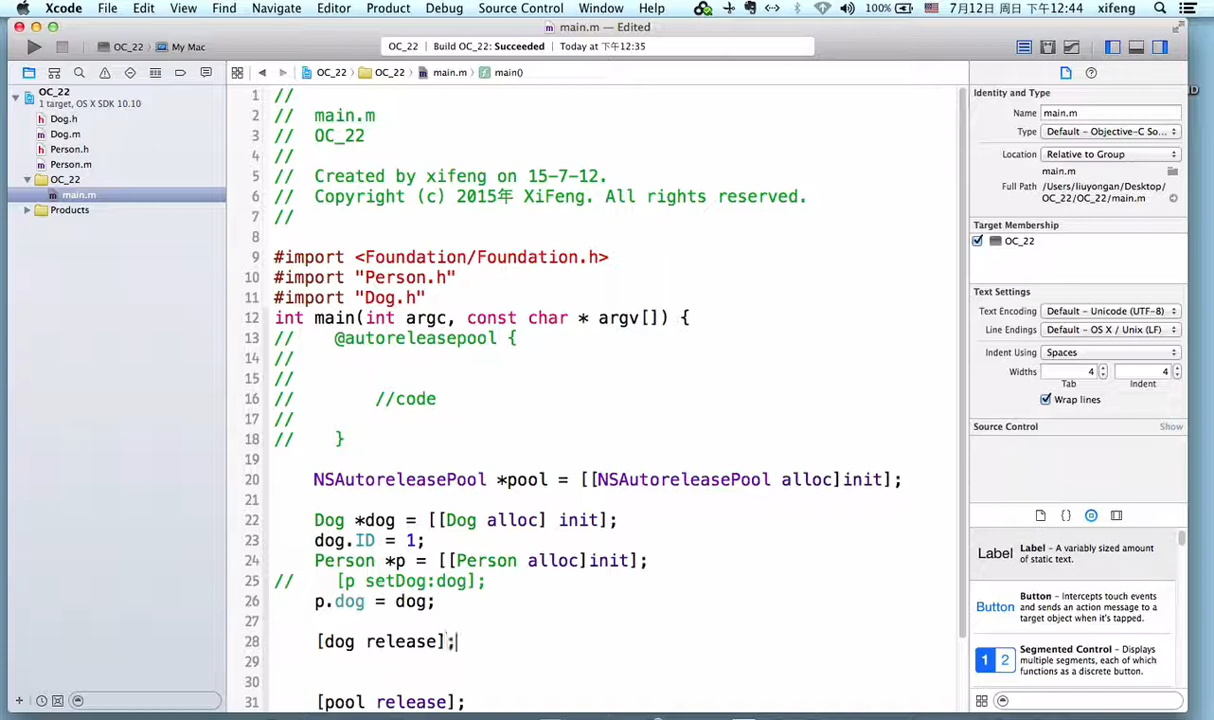 Xcode File Edit View Find Navigate Editor Product Debug Source Control Window Help 100% 7月12日 周日 下午12:44 xifeng
main.m — Edited
OC_22 My Mac
OC_22 Build OC_22: Succeeded Today at 下午12:35
OC_22 OC_22 main.m main()
OC_22
1 target, OS X SDK 10.10
Dog.h
Dog.m
Person.h
Person.m
OC_22
main.m
Products
1 //
2 // main.m
3 // OC_22
4 //
5 // Created by xifeng on 15-7-12.
6 // Copyright (c) 2015年 XiFeng. All rights reserved.
7 //
8
9 #import <Foundation/Foundation.h>
10 #import "Person.h"
11 #import "Dog.h"
12 int main(int argc, const char * argv[]) {
13 // @autoreleasepool {
14 //
15 //
16 // //code
17 //
18 // }
19
20 NSAutoreleasePool *pool = [[NSAutoreleasePool alloc]init];
21
22 Dog *dog = [[Dog alloc] init];
23 dog.ID = 1;
24 Person *p = [[Person alloc]init];
25 // [p setDog:dog];
26 p.dog = dog;
27
28 [dog release];
29
30
31 [pool release];
Identity and Type
Name main.m
Type Default - Objective-C So...
Location Relative to Group
main.m
Full Path /Users/liuyongan/Desktop/
OC_22/OC_22/main.m
Target Membership
OC_22
Text Settings
Text Encoding Default - Unicode (UTF-8)
Line Endings Default - OS X / Unix (LF)
Indent Using Spaces
Widths 4 4
Tab Indent
Wrap lines
Source Control Show
Label Label - A variably sized amount
of static text.
Button Button - Intercepts touch events
and sends an action message to a
target object when it's tapped.
1 2 Segmented Control - Displays
multiple segments, each of which
functions as a discrete button.